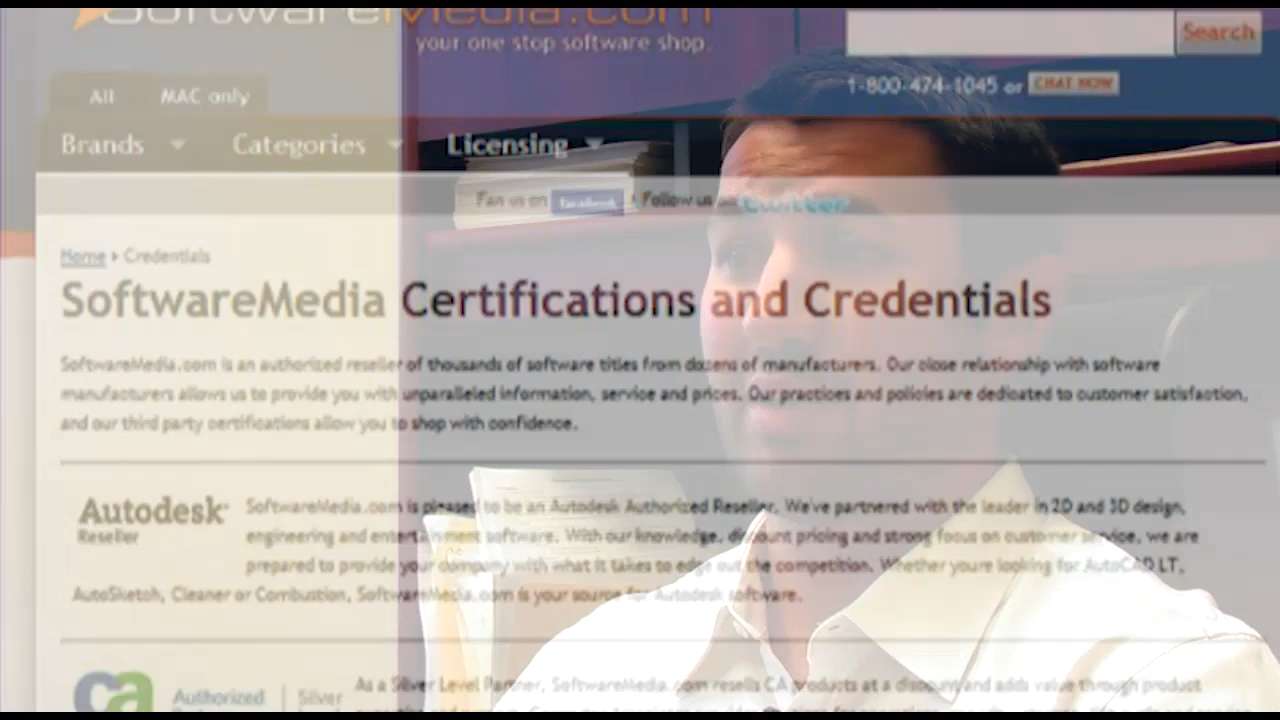 SoftwareMedia.com
your one stop software shop.
Search
1-800-474-1045 or CHAT NOW
All MAC only
Brands Categories Licensing
Fan us on facebook Follow us on twitter
Home Credentials
SoftwareMedia Certifications and Credentials
SoftwareMedia.com is an authorized reseller of thousands of software titles from dozens of manufacturers. Our close relationship with software
manufacturers allows us to provide you with unparalleled information, service and prices. Our practices and policies are dedicated to customer satisfaction,
and our third party certifications allow you to shop with confidence.
Autodesk
Reseller
SoftwareMedia.com is pleased to be an Autodesk Authorized Reseller. We've partnered with the leader in 2D and 3D design,
engineering and entertainment software. With our knowledge, discount pricing and strong focus on customer service, we are
prepared to provide your company with what it takes to edge out the competition. Whether youre looking for AutoCAD LT,
AutoSketch, Cleaner or Combustion, SoftwareMedia.com is your source for Autodesk software.
ca Authorized Silver
As a Silver Level Partner, SoftwareMedia.com resells CA products at a discount and adds value through product